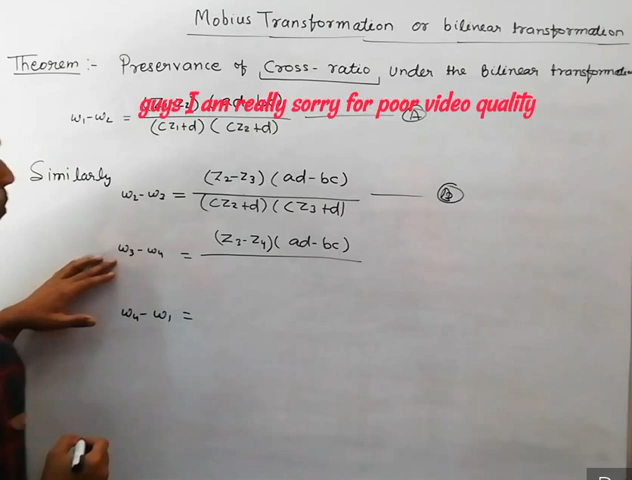 Mobius Transformation or bilinear transformation
Theorem :- Preservance of Cross-ratio under the Bilinear transformation
guys I am really sorry for poor video quality
w₁-w₂ = / (cz₁+d)(cz₂+d) A
Similarly
w₂-w₃ = (z₂-z₃)(ad-bc) / (cz₂+d)(cz₃+d) B
w₃-w₄ = (z₃-z₄)(ad-bc)
w₄-w₁ =